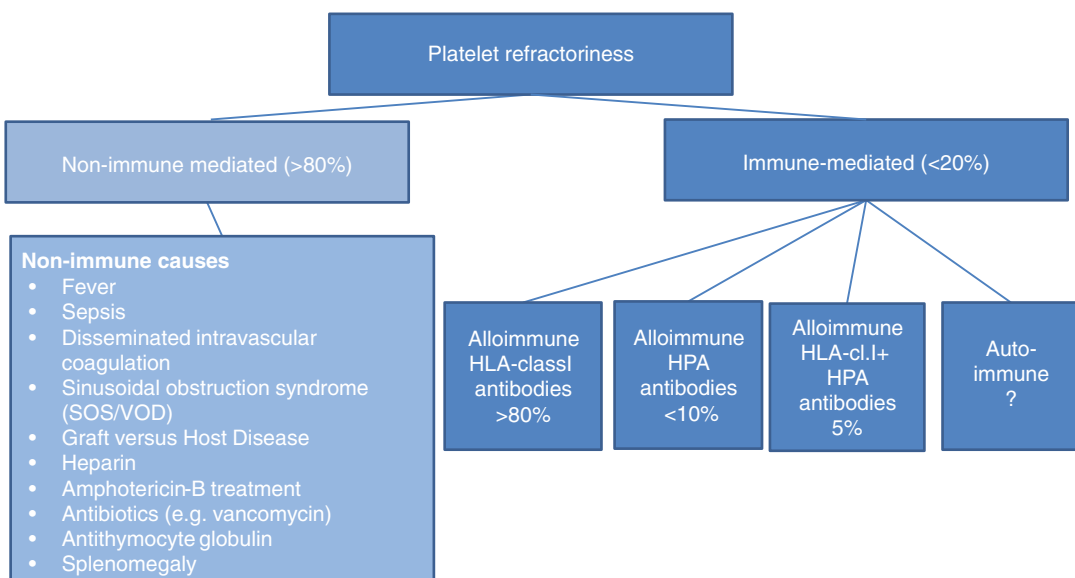 Platelet refractoriness
Non-immune mediated (>80%)
Immune-mediated (<20%)
Non-immune causes
• Fever
• Sepsis
• Disseminated intravascular
coagulation
• Sinusoidal obstruction syndrome
(SOS/VOD)
• Graft versus Host Disease
• Heparin
• Amphotericin-B treatment
• Antibiotics (e.g. vancomycin)
• Antithymocyte globulin
• Splenomegaly
Alloimmune
HLA-classI
antibodies
>80%
Alloimmune
HPA
antibodies
<10%
Alloimmune
HLA-cl.I+
HPA
antibodies
5%
Auto-
immune
?